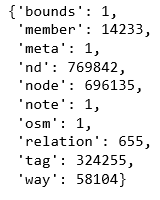 {'bounds': 1,
'member': 14233,
'meta': 1,
'nd': 769842,
'node': 696135,
'note': 1,
'osm': 1,
'relation': 655,
'tag': 324255,
'way': 58104}